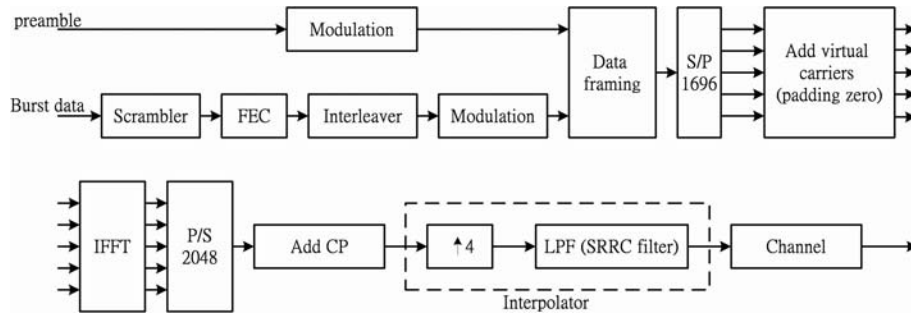 preamble
Modulation
Data
framing
S/P
1696
Add virtual
carriers
(padding zero)
Burst data
Scrambler
FEC
Interleaver
Modulation
IFFT
P/S
2048
Add CP
↑4
LPF (SRRC filter)
Interpolator
Channel